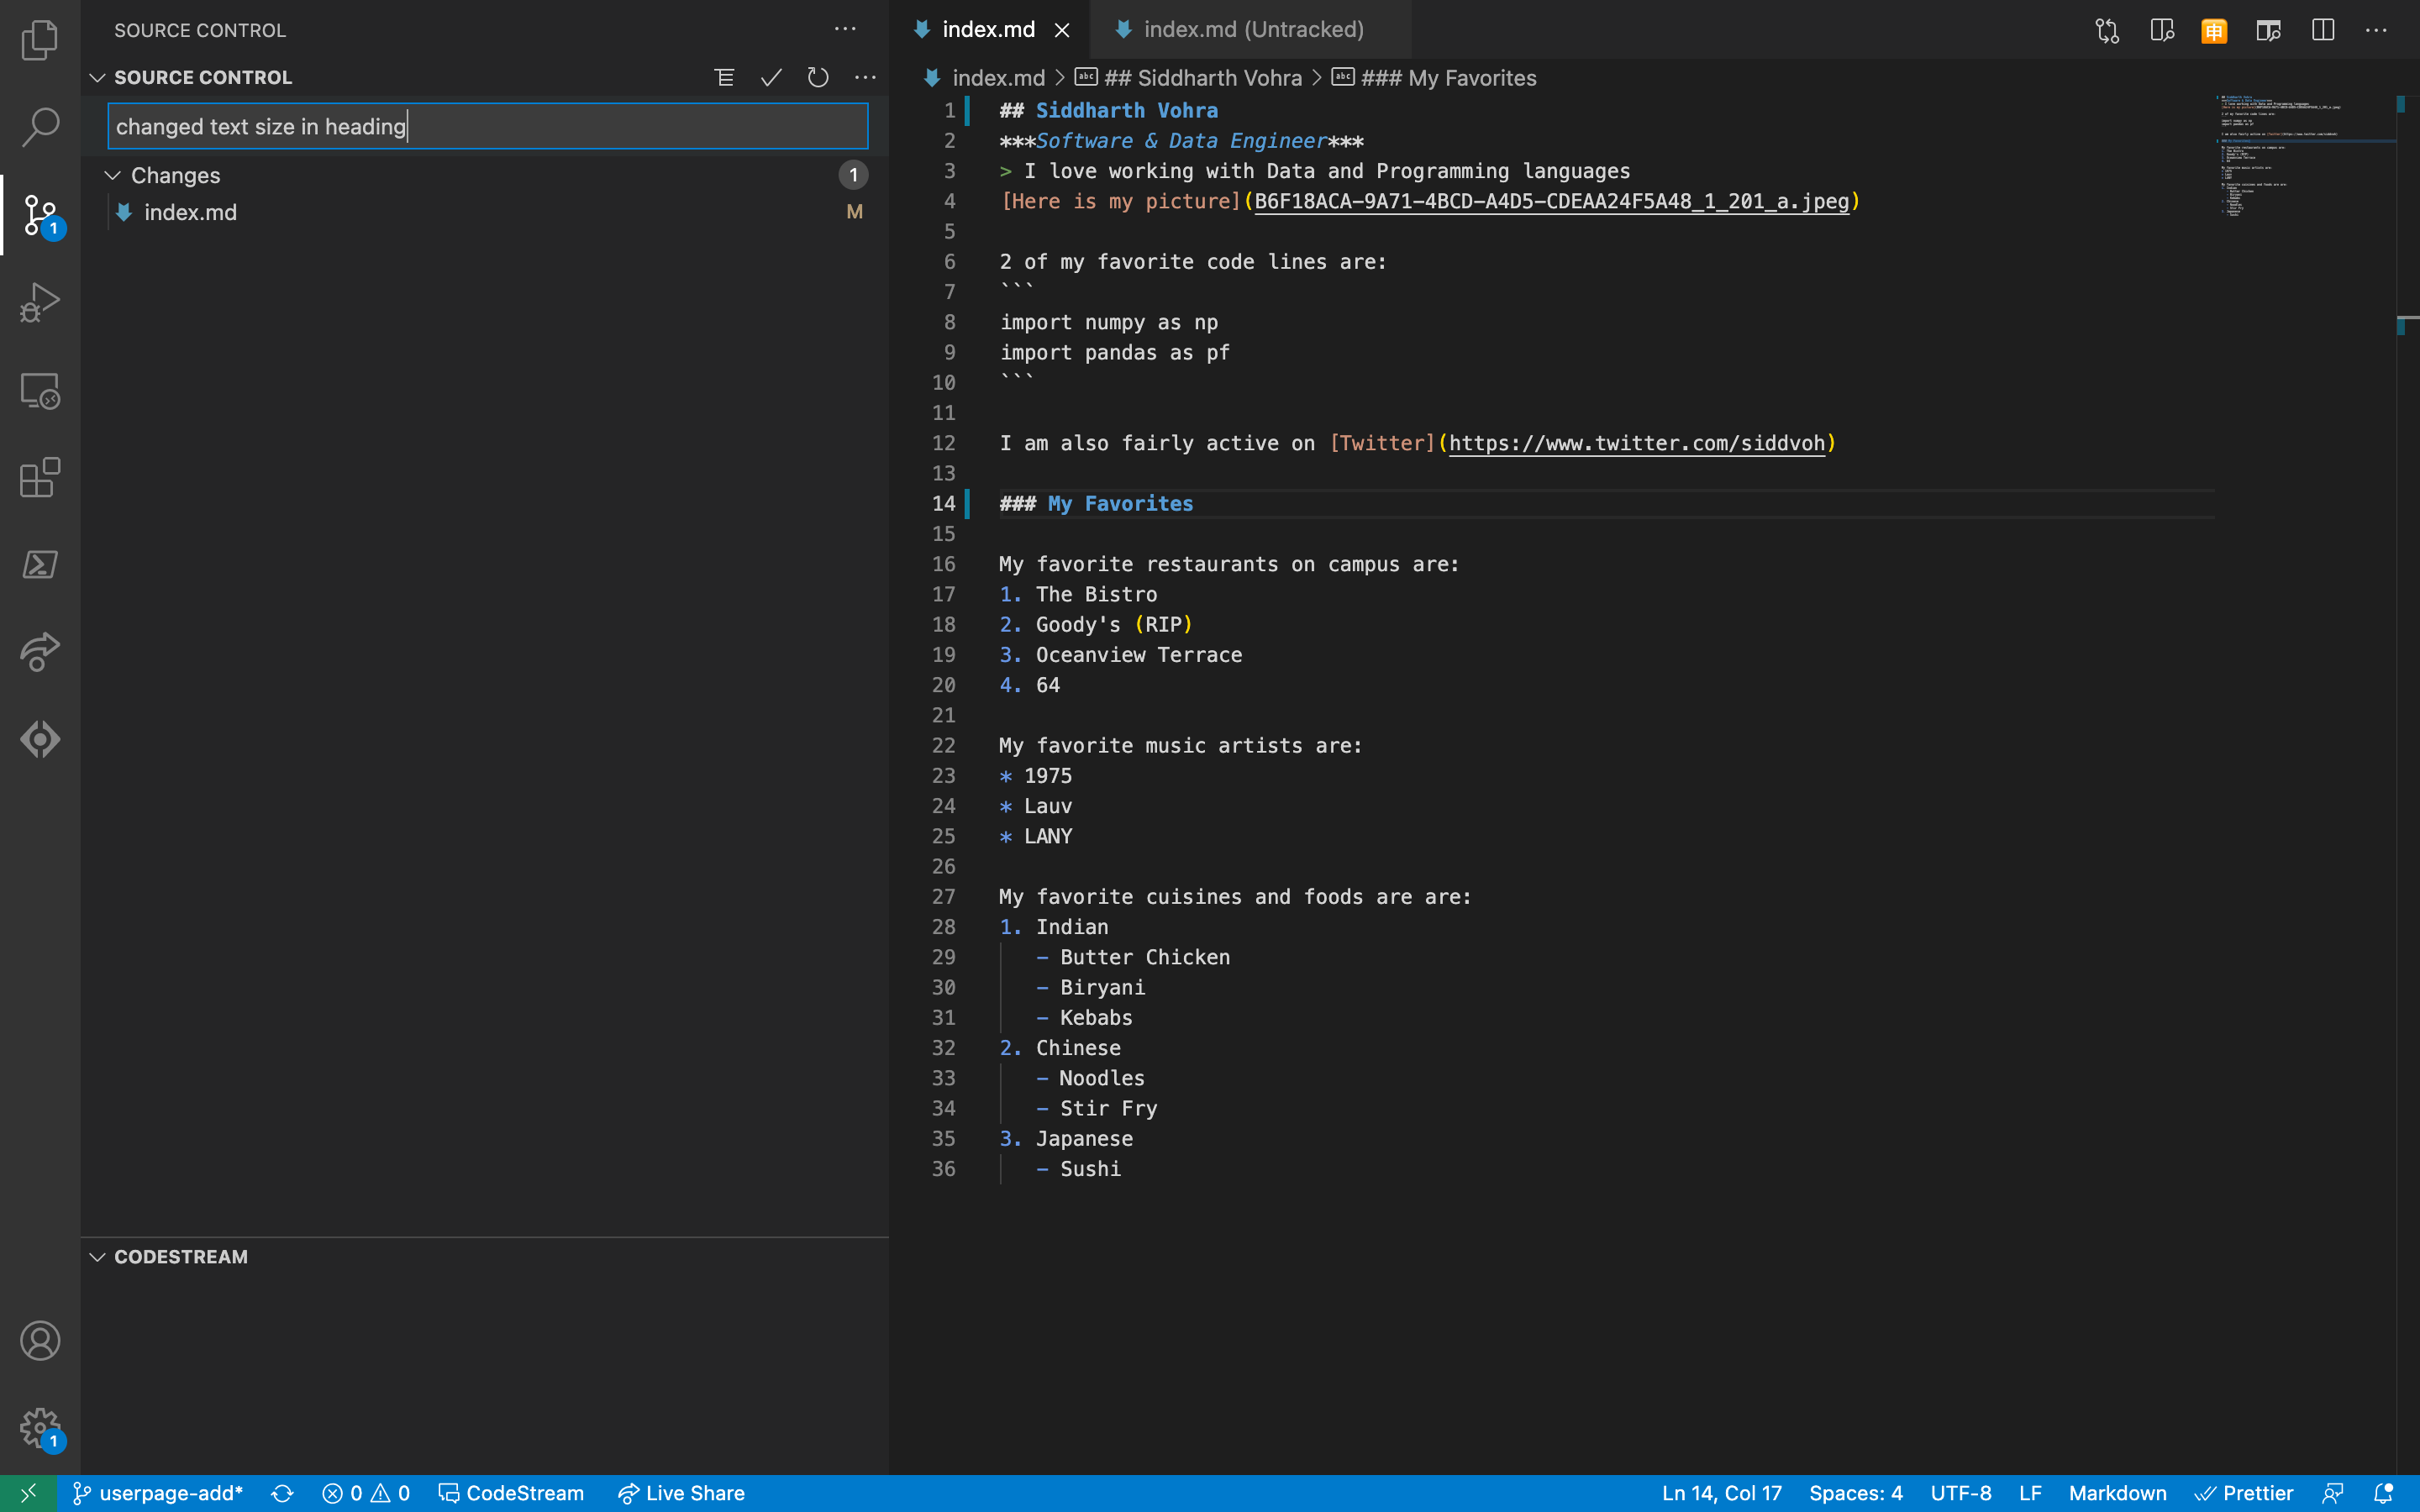 SOURCE CONTROL
SOURCE CONTROL
changed text size in heading
Changes 1
index.md M
1
1
CODESTREAM
index.md
index.md (Untracked)
index.md > ## Siddharth Vohra > ### My Favorites
1 ## Siddharth Vohra
2 ***Software & Data Engineer***
3 > I love working with Data and Programming languages
4 [Here is my picture](B6F18ACA-9A71-4BCD-A4D5-CDEAA24F5A48_1_201_a.jpeg)
5
6 2 of my favorite code lines are:
7 ```
8 import numpy as np
9 import pandas as pf
10 ```
11
12 I am also fairly active on [Twitter](https://www.twitter.com/siddvoh)
13
14 ### My Favorites
15
16 My favorite restaurants on campus are:
17 1. The Bistro
18 2. Goody's (RIP)
19 3. Oceanview Terrace
20 4. 64
21
22 My favorite music artists are:
23 * 1975
24 * Lauv
25 * LANY
26
27 My favorite cuisines and foods are are:
28 1. Indian
29 - Butter Chicken
30 - Biryani
31 - Kebabs
32 2. Chinese
33 - Noodles
34 - Stir Fry
35 3. Japanese
36 - Sushi
userpage-add* 0 0 CodeStream Live Share Ln 14, Col 17 Spaces: 4 UTF-8 LF Markdown Prettier